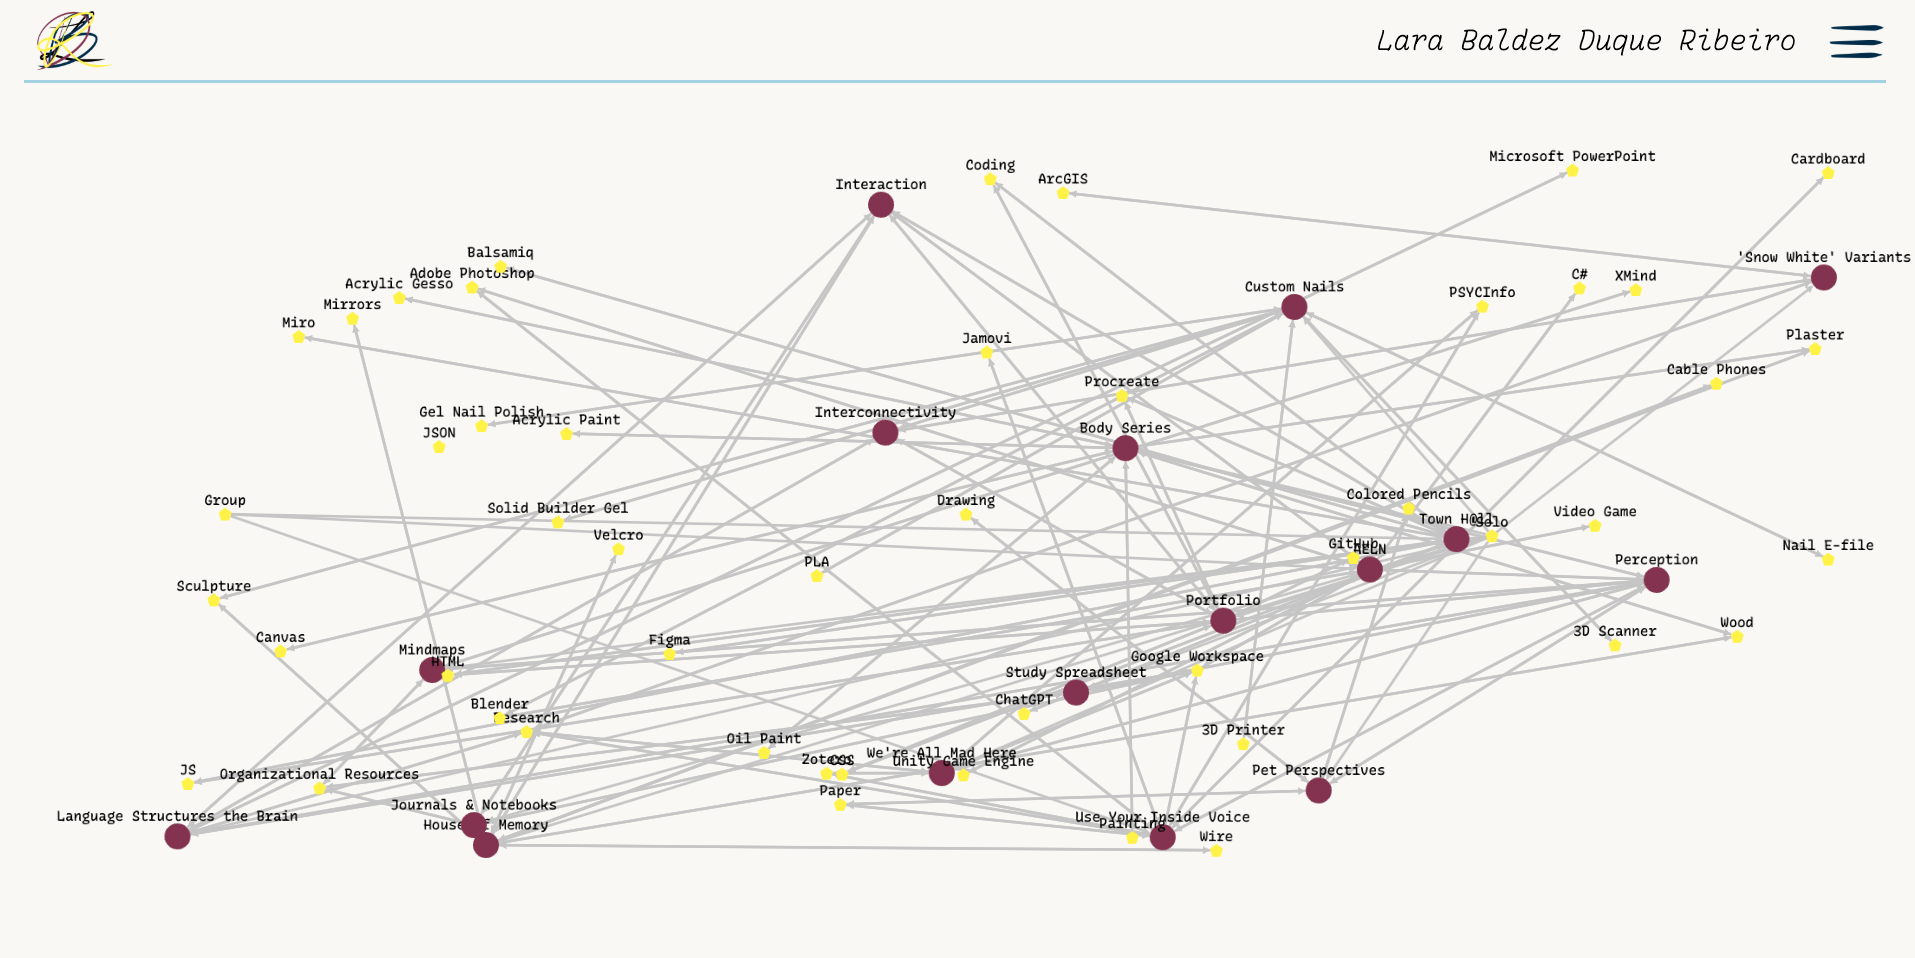 Lara Baldez Duque Ribeiro
Microsoft PowerPoint
Cardboard
Coding
ArcGIS
Interaction
Balsamiq
'Snow White' Variants
Adobe Photoshop
Acrylic Gesso
C#
XMind
Custom Nails
PSYCInfo
Mirrors
Miro
Jamovi
Plaster
Cable Phones
Procreate
Gel Nail Polish
Acrylic Paint
Interconnectivity
Body Series
JSON
Group
Solid Builder Gel
Drawing
Colored Pencils
Town H@ll
Solo
Video Game
Velcro
GitHub
Nail E-file
PLA
Perception
Sculpture
Portfolio
Canvas
Figma
3D Scanner
Wood
Mindmaps
HTML
Google Workspace
Study Spreadsheet
ChatGPT
Blender
Research
Oil Paint
3D Printer
Zotero
CSS
We're All Mad Here
Unity Game Engine
JS
Organizational Resources
Pet Perspectives
Paper
Journals & Notebooks
Language Structures the Brain
House of Memory
Use Your Inside Voice
Painting
Wire